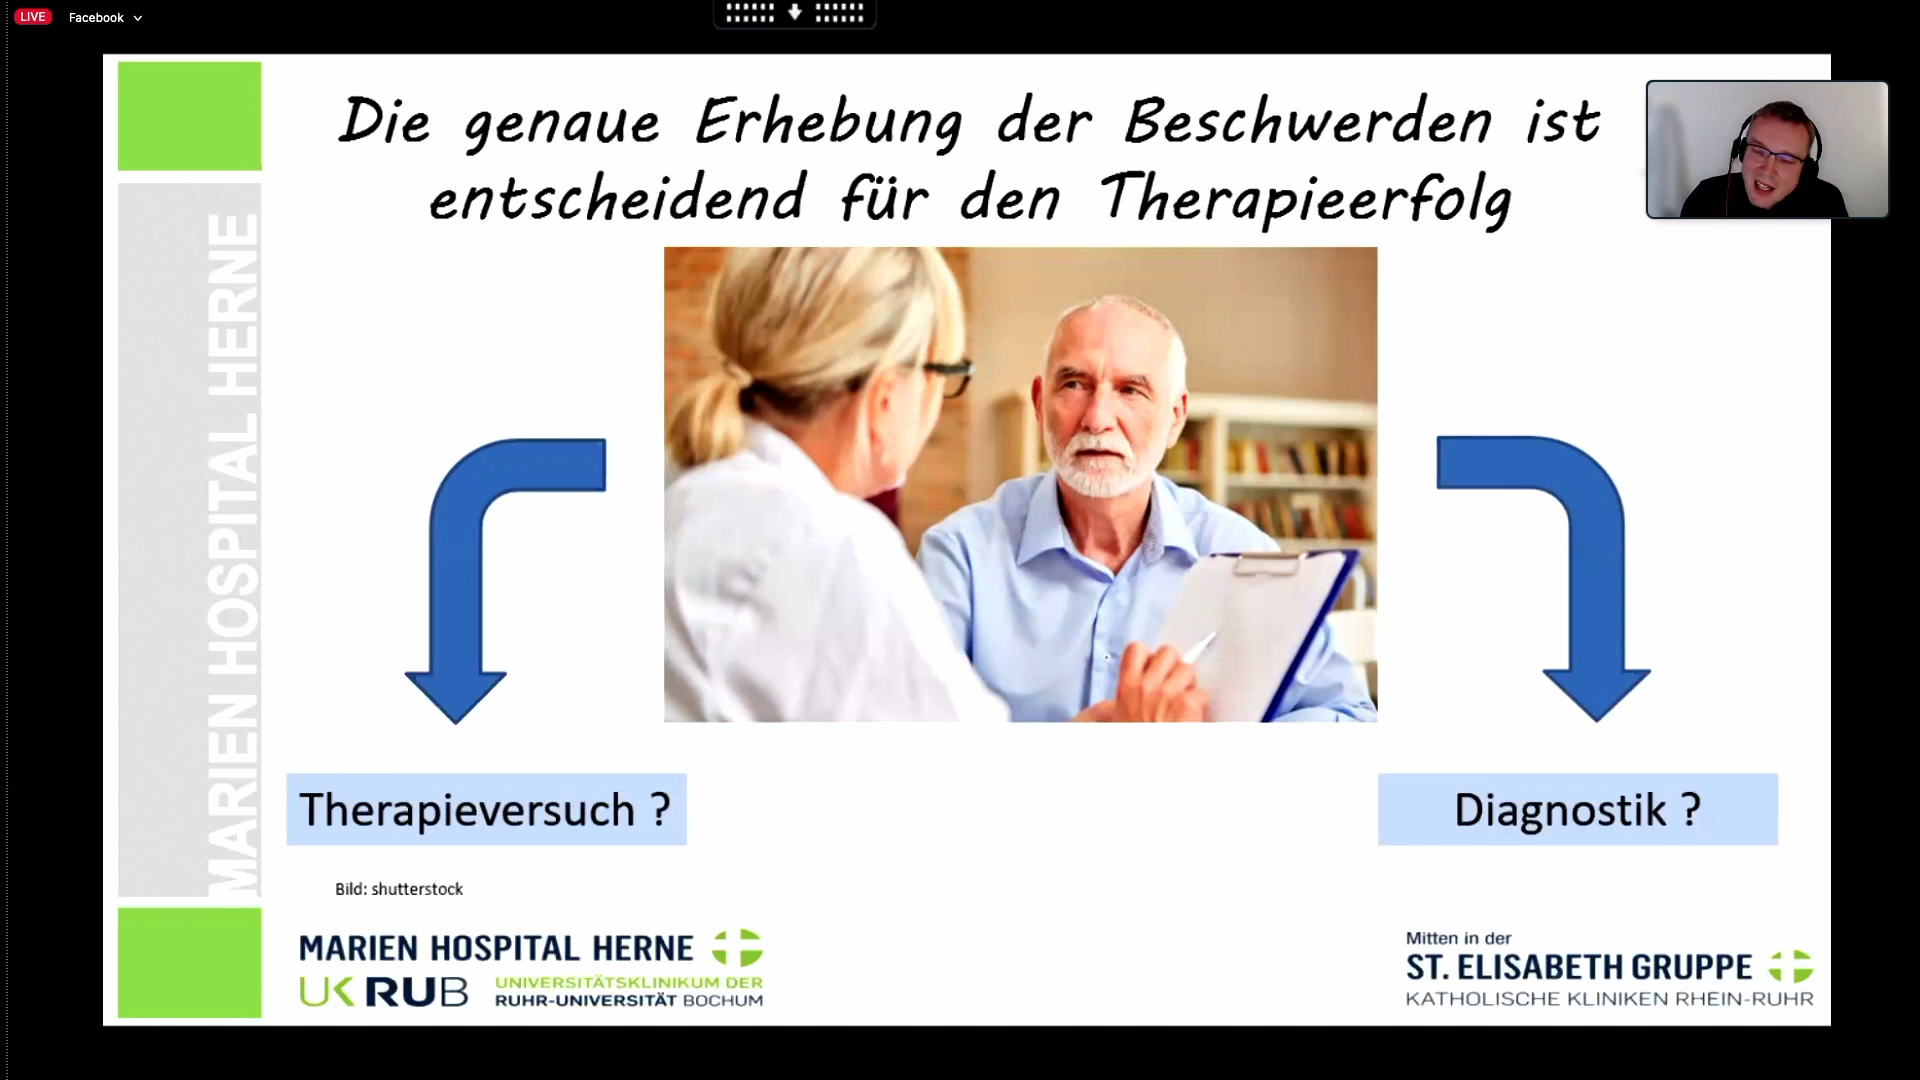 LIVE Facebook
Die genaue Erhebung der Beschwerden ist
entscheidend für den Therapieerfolg
MARIEN HOSPITAL HERNE
Therapieversuch ?
Diagnostik ?
Bild: shutterstock
MARIEN HOSPITAL HERNE
UK RUB
UNIVERSITÄTSKLINIKUM DER
RUHR-UNIVERSITÄT BOCHUM
Mitten in der
ST. ELISABETH GRUPPE
KATHOLISCHE KLINIKEN RHEIN-RUHR